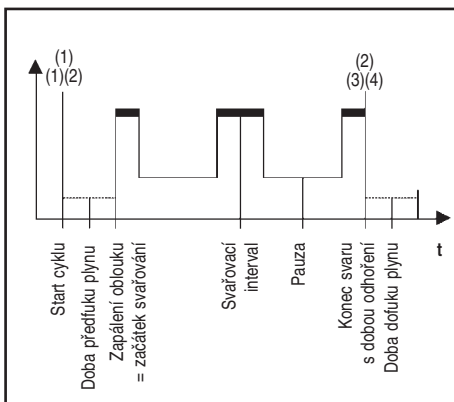 (1)
(1)(2)
(2)
(3)(4)
t
Start cyklu
Doba předfuku plynu
Zapálení oblouku
= začátek svařování
Svařovací
interval
Pauza
Konec svaru
s dobou odhoření
Doba dofuku plynu